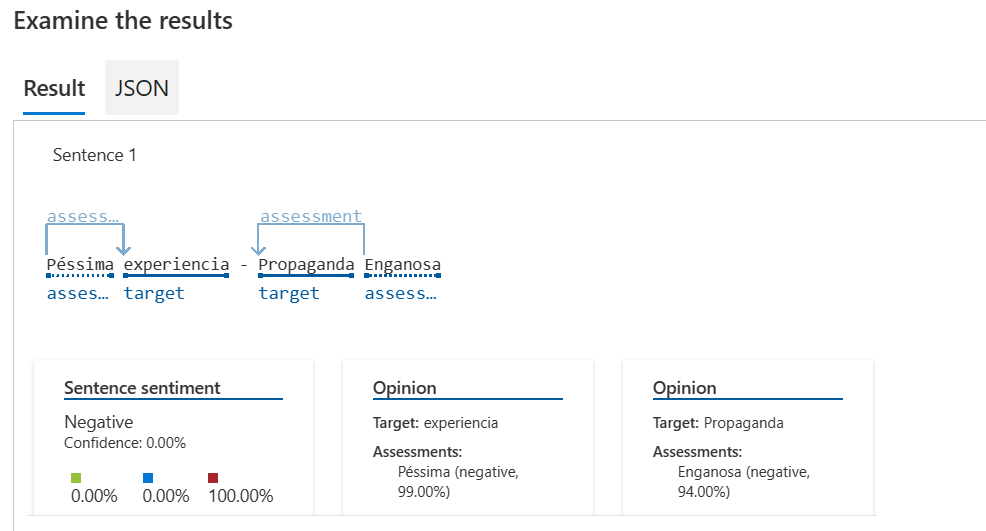 Examine the results
Result JSON
Sentence 1
assess… assessment
Péssima experiencia - Propaganda Enganosa
asses… target target assess…
Sentence sentiment
Negative
Confidence: 0.00%
0.00% 0.00% 100.00%
Opinion
Target: experiencia
Assessments:
Péssima (negative,
99.00%)
Opinion
Target: Propaganda
Assessments:
Enganosa (negative,
94.00%)